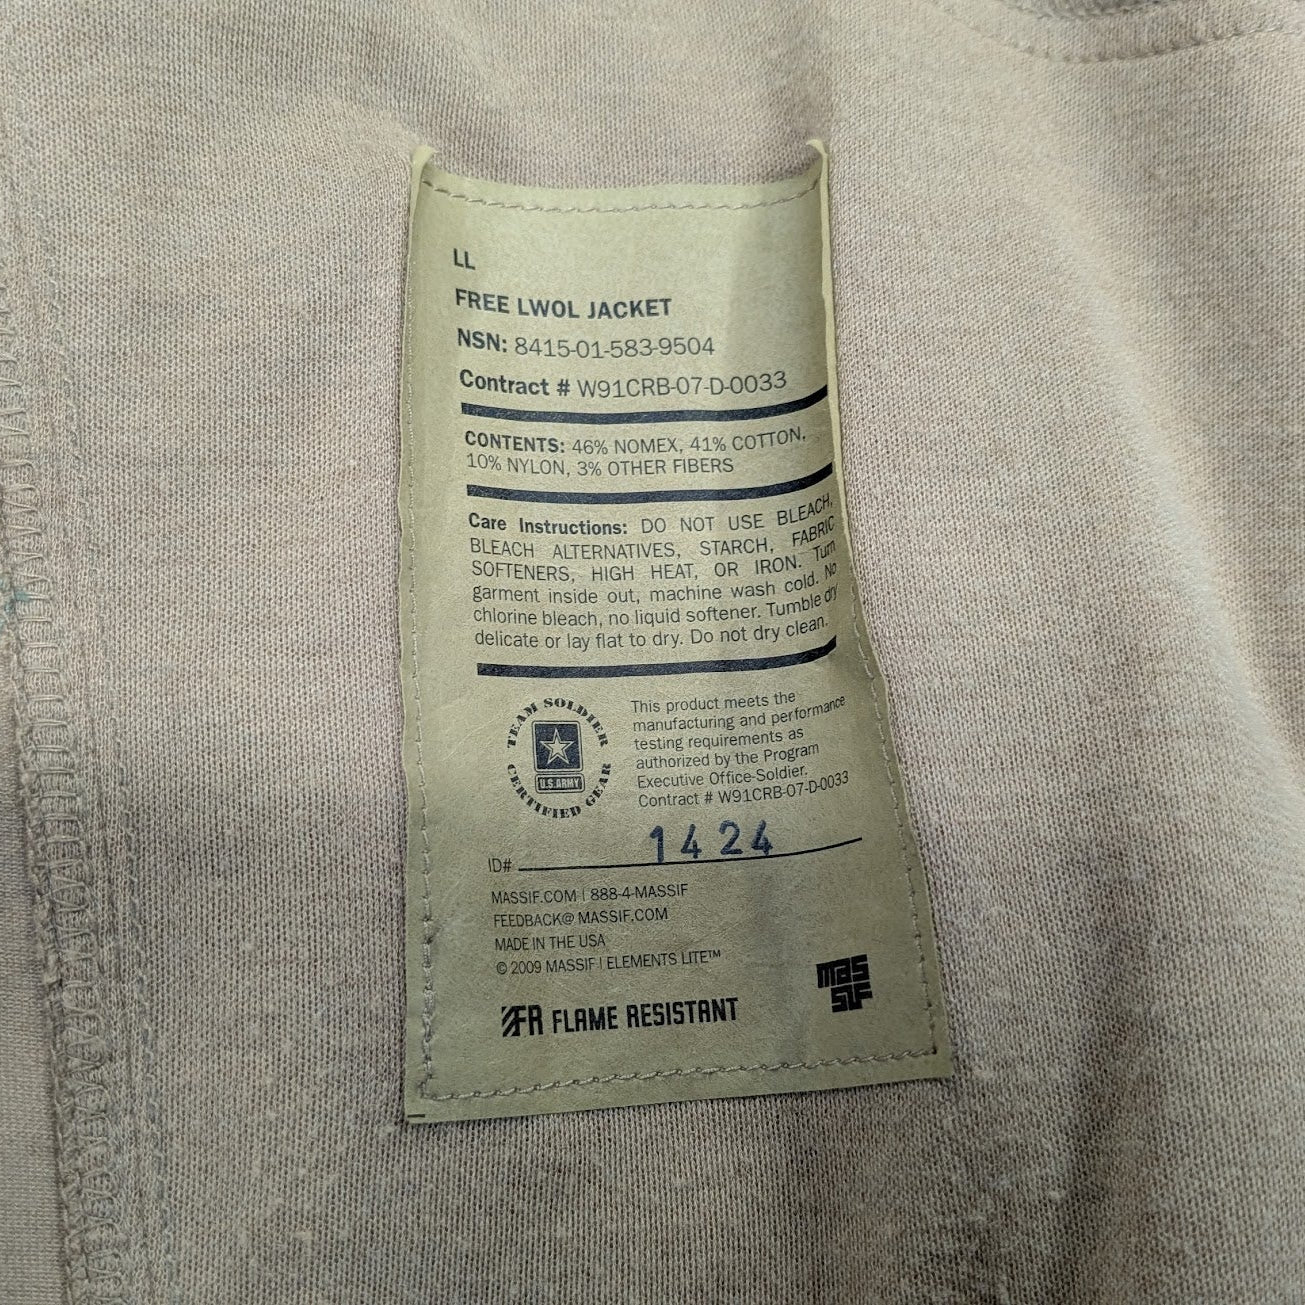 LL
FREE LWOL JACKET
NSN: 8415-01-583-9504
Contract # W91CRB-07-D-0033
CONTENTS: 46% NOMEX, 41% COTTON,
10% NYLON, 3% OTHER FIBERS
Care Instructions: DO NOT USE BLEACH,
BLEACH ALTERNATIVES, STARCH, FABRIC
SOFTENERS, HIGH HEAT, OR IRON. Turn
garment inside out, machine wash cold. No
chlorine bleach, no liquid softener. Tumble dry
delicate or lay flat to dry. Do not dry clean.
TEAM SOLDIER
U.S.ARMY
CERTIFIED GEAR
This product meets the
manufacturing and performance
testing requirements as
authorized by the Program
Executive Office-Soldier.
Contract # W91CRB-07-D-0033
ID# 1424
MASSIF.COM | 888-4-MASSIF
FEEDBACK@MASSIF.COM
MADE IN THE USA
© 2009 MASSIF | ELEMENTS LITE™
FR FLAME RESISTANT
MAS
SIF